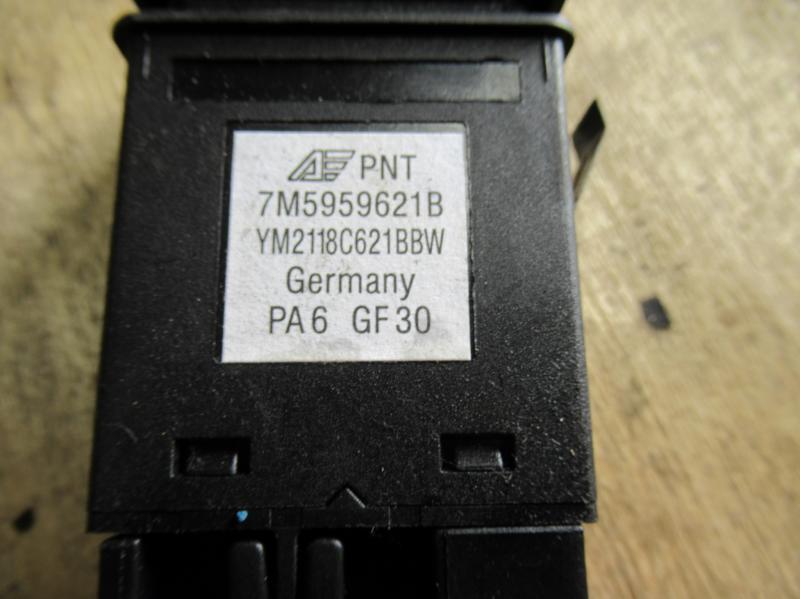 PNT
7M5959621B
YM2118C621BBW
Germany
PA6 GF30